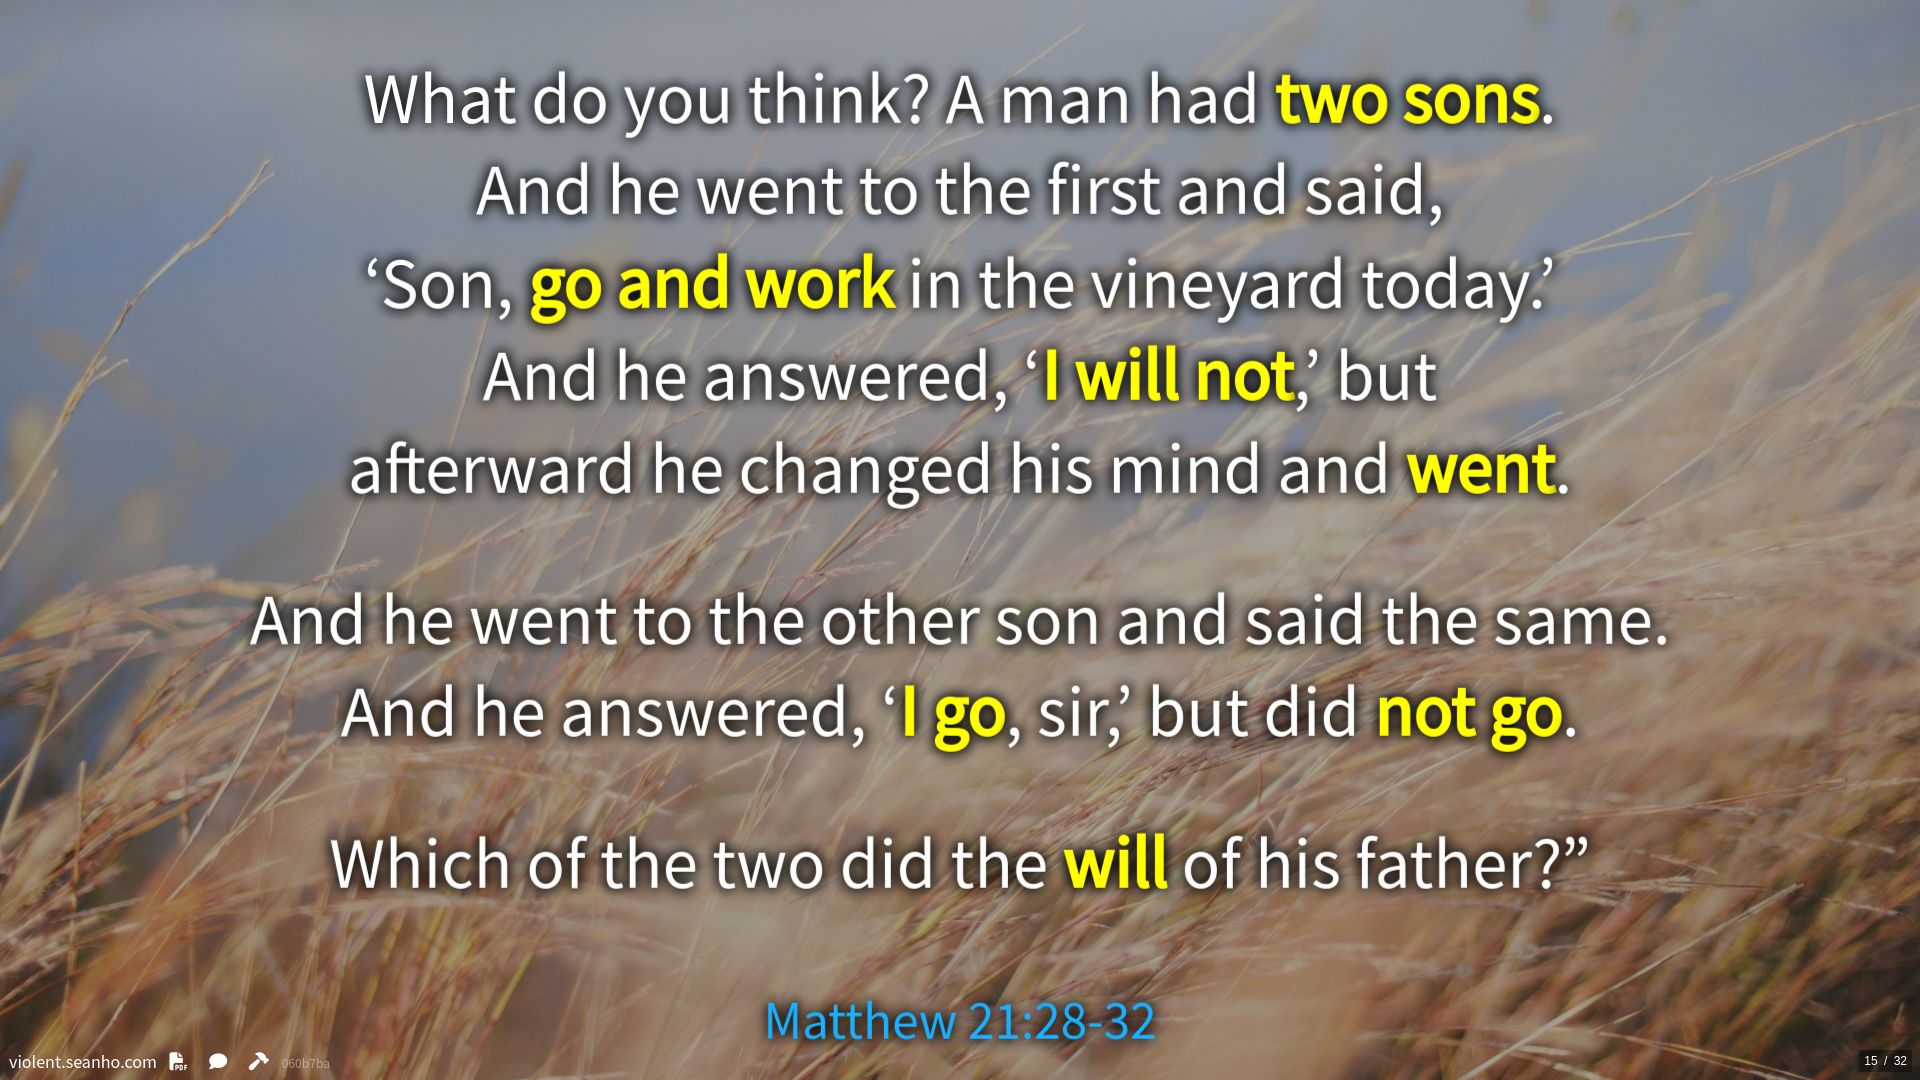 What do you think? A man had two sons.
And he went to the first and said,
‘Son, go and work in the vineyard today.’
And he answered, ‘I will not,’ but
afterward he changed his mind and went.
And he went to the other son and said the same.
And he answered, ‘I go, sir,’ but did not go.
Which of the two did the will of his father?”
Matthew 21:28-32
violent.seanho.com PDF 060b7ba
15 / 32